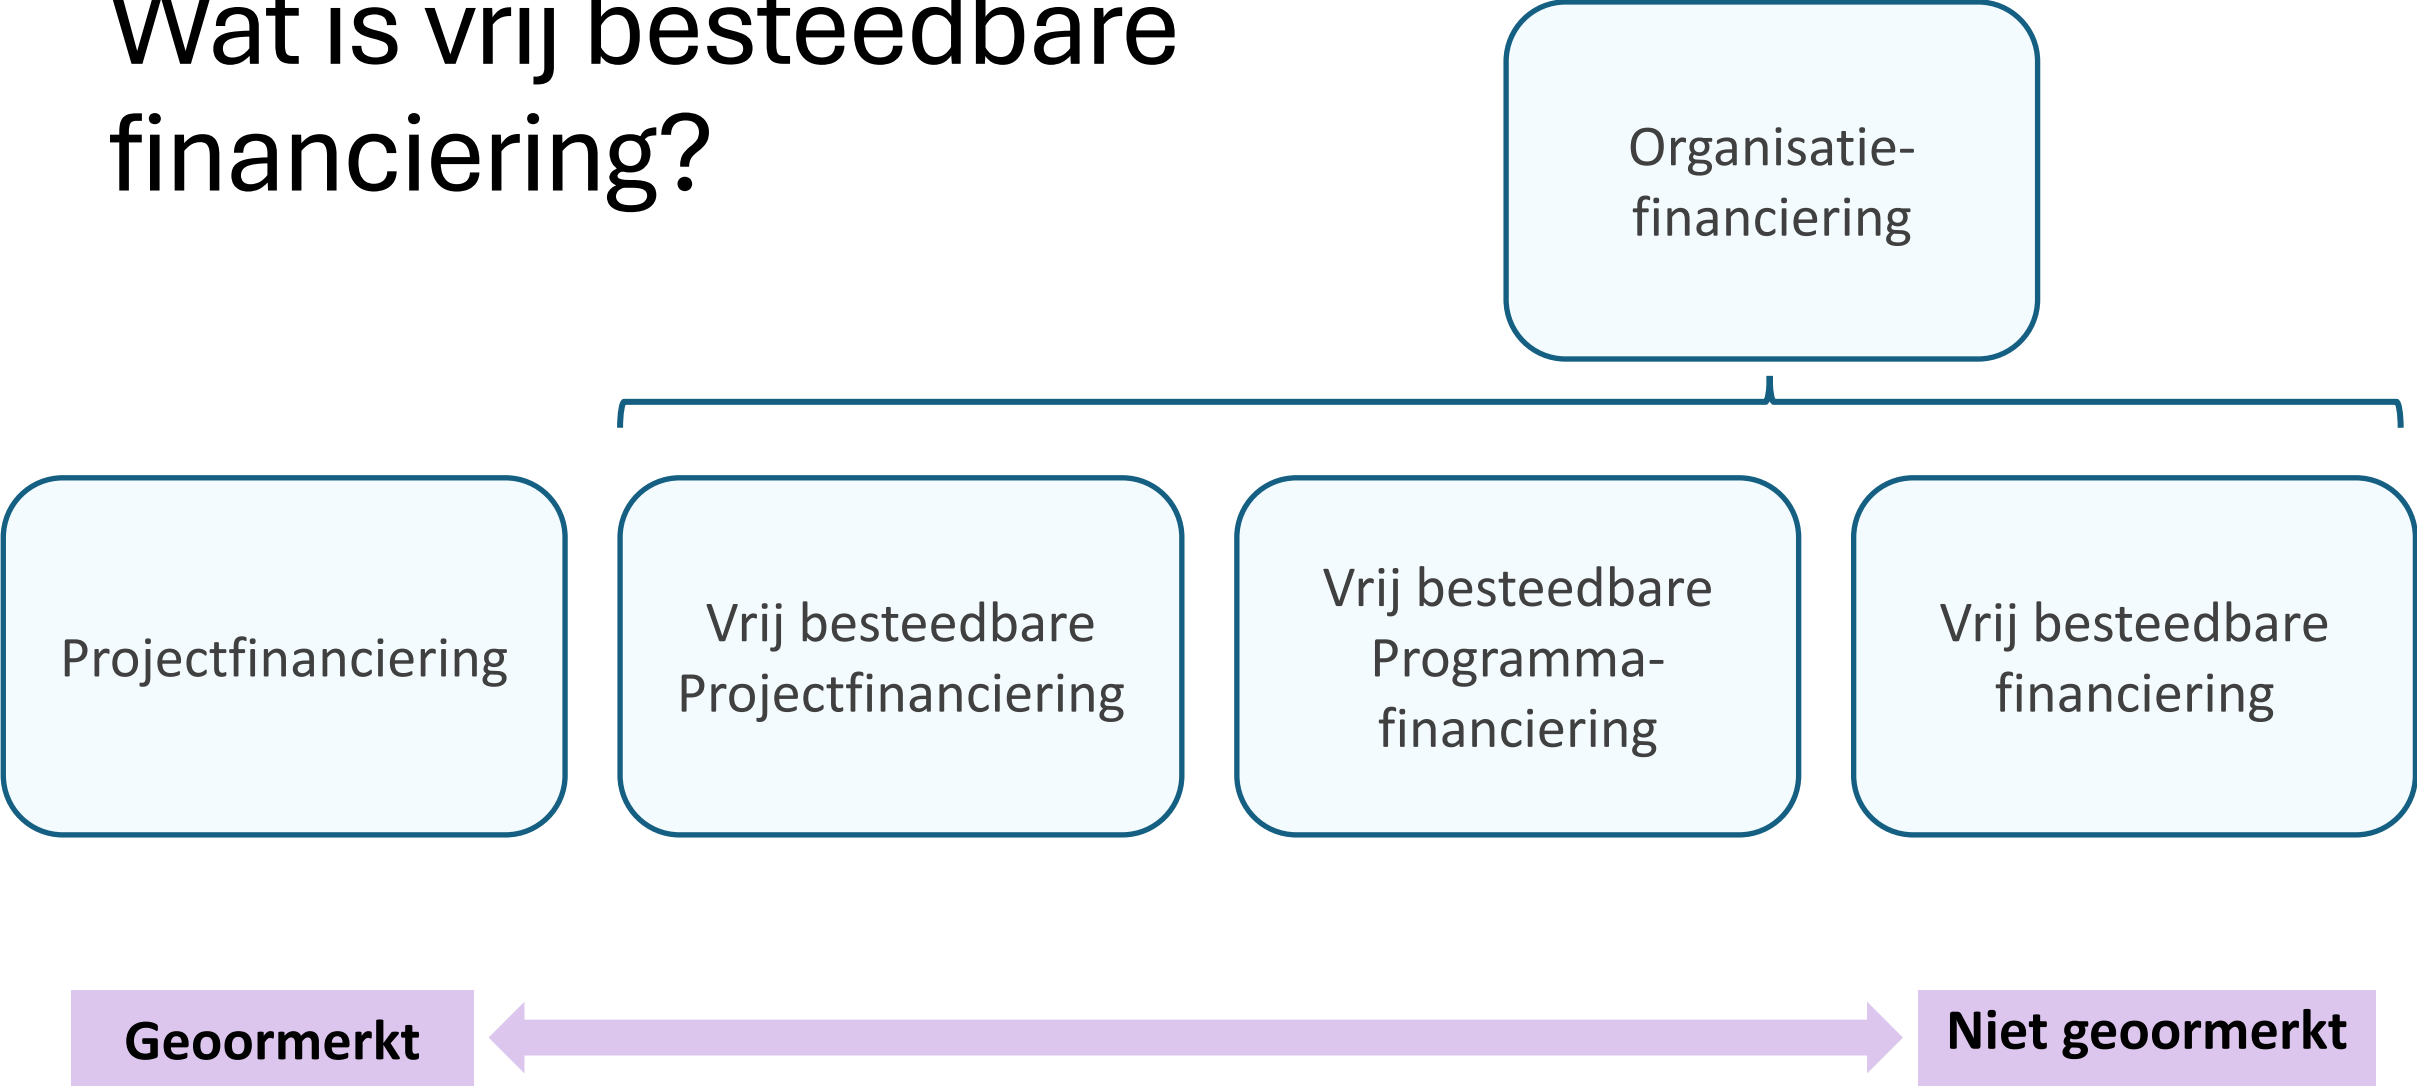 Wat is vrij besteedbare
financiering?
Organisatie-
financiering
Projectfinanciering
Vrij besteedbare
Projectfinanciering
Vrij besteedbare
Programma-
financiering
Vrij besteedbare
financiering
Geoormerkt
Niet geoormerkt